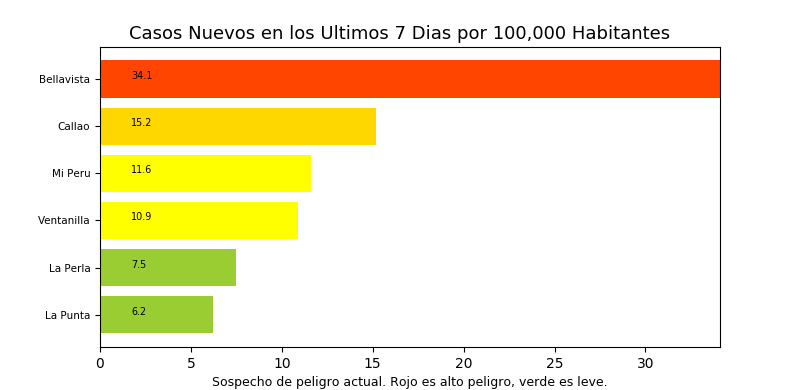 Casos Nuevos en los Ultimos 7 Dias por 100,000 Habitantes
Bellavista 34.1
Callao 15.2
Mi Peru 11.6
Ventanilla 10.9
La Perla 7.5
La Punta 6.2
0 5 10 15 20 25 30
Sospecho de peligro actual. Rojo es alto peligro, verde es leve.